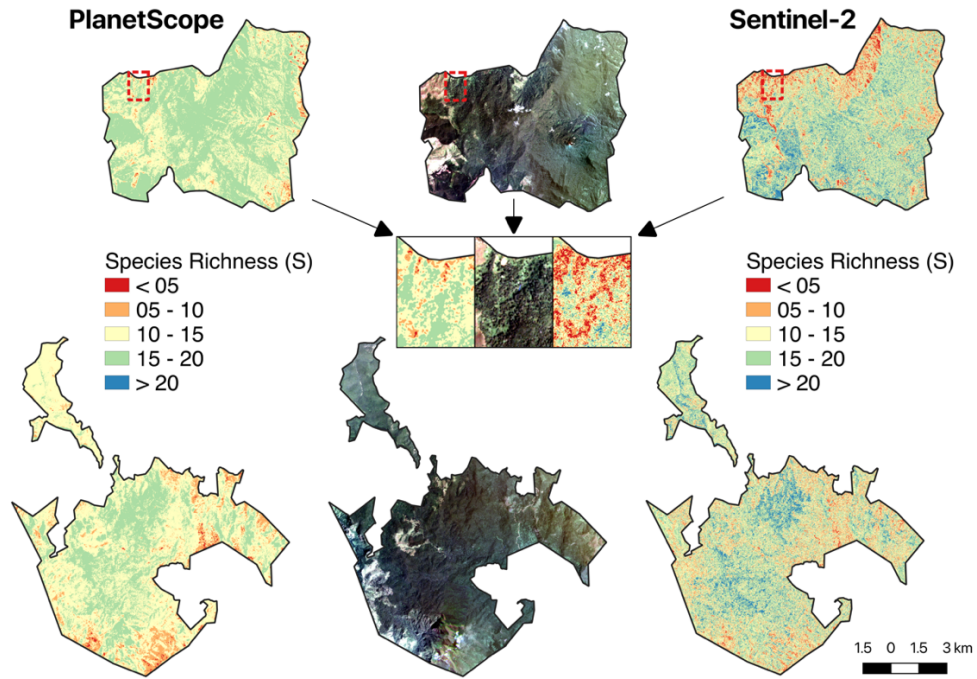 PlanetScope
Sentinel-2
Species Richness (S)
< 05
05 - 10
10 - 15
15 - 20
> 20
Species Richness (S)
< 05
05 - 10
10 - 15
15 - 20
> 20
1.5 0 1.5 3 km